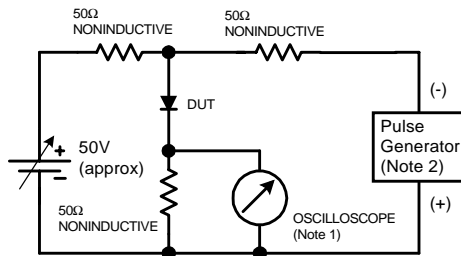 50Ω
NONINDUCTIVE
50Ω
NONINDUCTIVE
(-)
DUT
Pulse
Generator
(Note 2)
+
50V
(approx)
-
(+)
50Ω
NONINDUCTIVE
OSCILLOSCOPE
(Note 1)